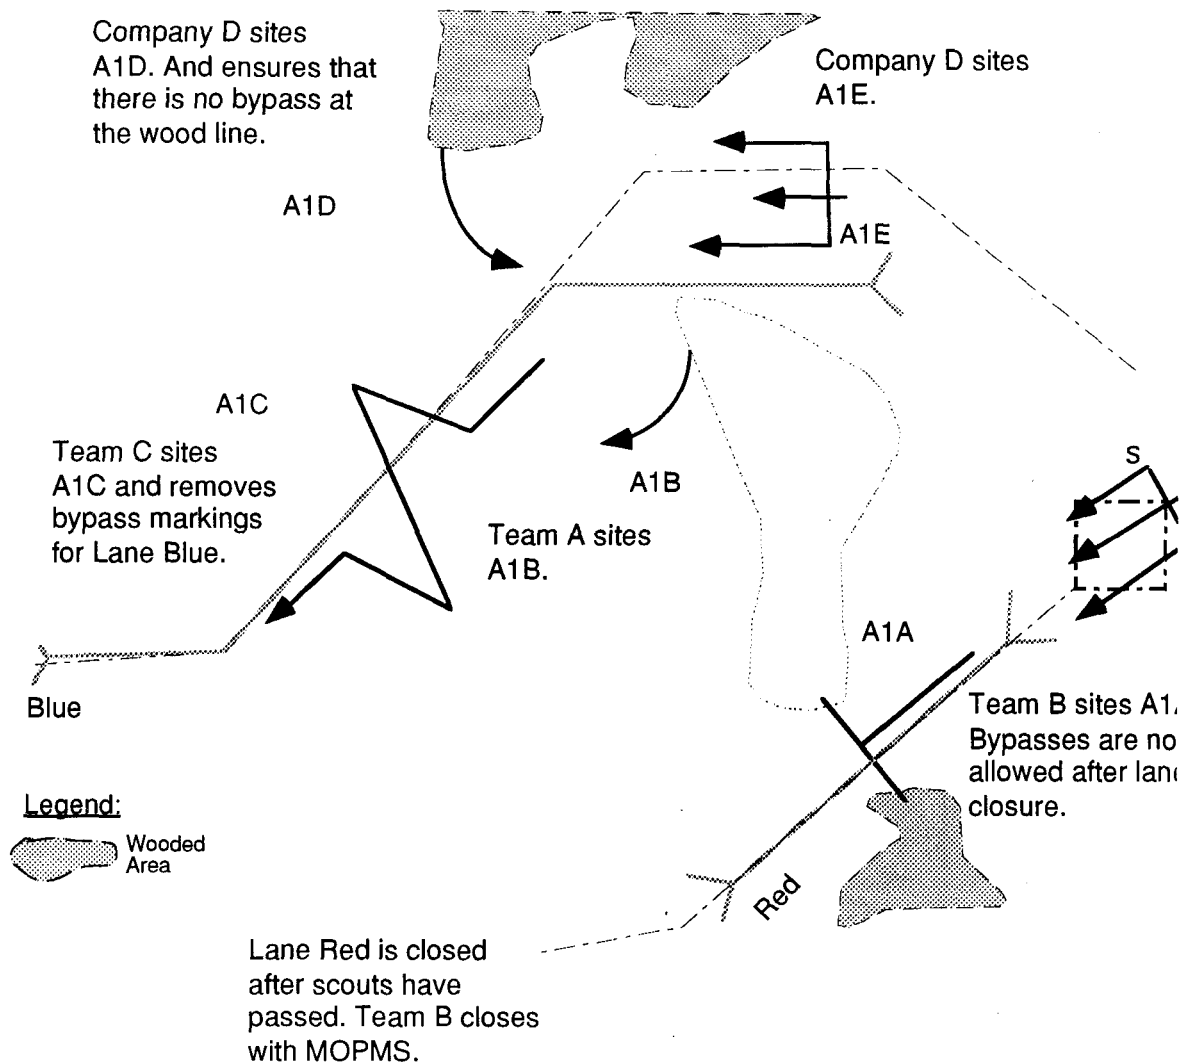 Company D sites
A1D. And ensures that
there is no bypass at
the wood line.
Company D sites
A1E.
A1D
A1E
A1C
Team C sites
A1C and removes
bypass markings
for Lane Blue.
A1B
Team A sites
A1B.
S
A1A
Team B sites
Bypasses are
allowed after
closure.
Blue
Legend:
Wooded
Area
Red
Lane Red is closed
after scouts have
passed. Team B closes
with MOPMS.